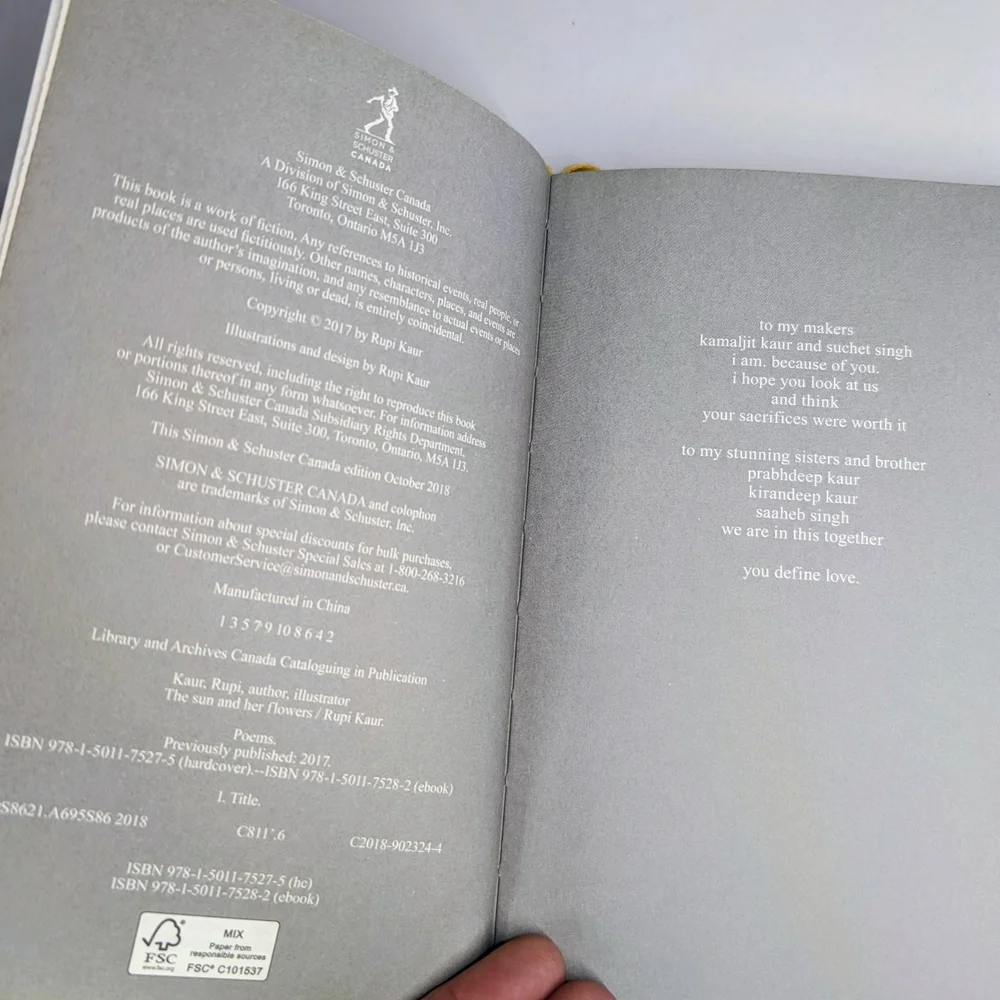 SIMON &
SCHUSTER
CANADA
Simon & Schuster Canada
A Division of Simon & Schuster, Inc.
166 King Street East, Suite 300
Toronto, Ontario M5A 1J3
This book is a work of fiction. Any references to historical events, real people, or
real places are used fictitiously. Other names, characters, places, and events are
products of the author's imagination, and any resemblance to actual events or places
or persons, living or dead, is entirely coincidental.
Copyright © 2017 by Rupi Kaur
Illustrations and design by Rupi Kaur
All rights reserved, including the right to reproduce this book
or portions thereof in any form whatsoever. For information address
Simon & Schuster Canada Subsidiary Rights Department,
166 King Street East, Suite 300, Toronto, Ontario, M5A 1J3.
This Simon & Schuster Canada edition October 2018
SIMON & SCHUSTER CANADA and colophon
are trademarks of Simon & Schuster, Inc.
For information about special discounts for bulk purchases,
please contact Simon & Schuster Special Sales at 1-800-268-3216
or CustomerService@simonandschuster.ca.
Manufactured in China
1 3 5 7 9 10 8 6 4 2
Library and Archives Canada Cataloguing in Publication
Kaur, Rupi, author, illustrator
The sun and her flowers / Rupi Kaur.
Poems.
Previously published: 2017.
ISBN 978-1-5011-7527-5 (hardcover).--ISBN 978-1-5011-7528-2 (ebook)
I. Title.
S8621.A695S86 2018 C811'.6 C2018-902324-4
ISBN 978-1-5011-7527-5 (hc)
ISBN 978-1-5011-7528-2 (ebook)
FSC
www.fsc.org
MIX
Paper from
responsible sources
FSC® C101537
to my makers
kamaljit kaur and suchet singh
i am. because of you.
i hope you look at us
and think
your sacrifices were worth it
to my stunning sisters and brother
prabhdeep kaur
kirandeep kaur
saaheb singh
we are in this together
you define love.